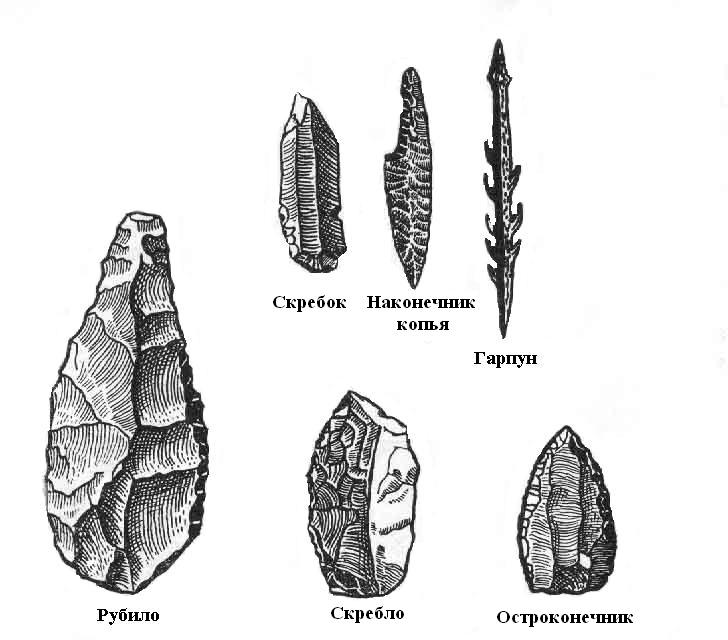 Скребок
Наконечник
копья
Гарпун
Рубило
Скребло
Остроконечник